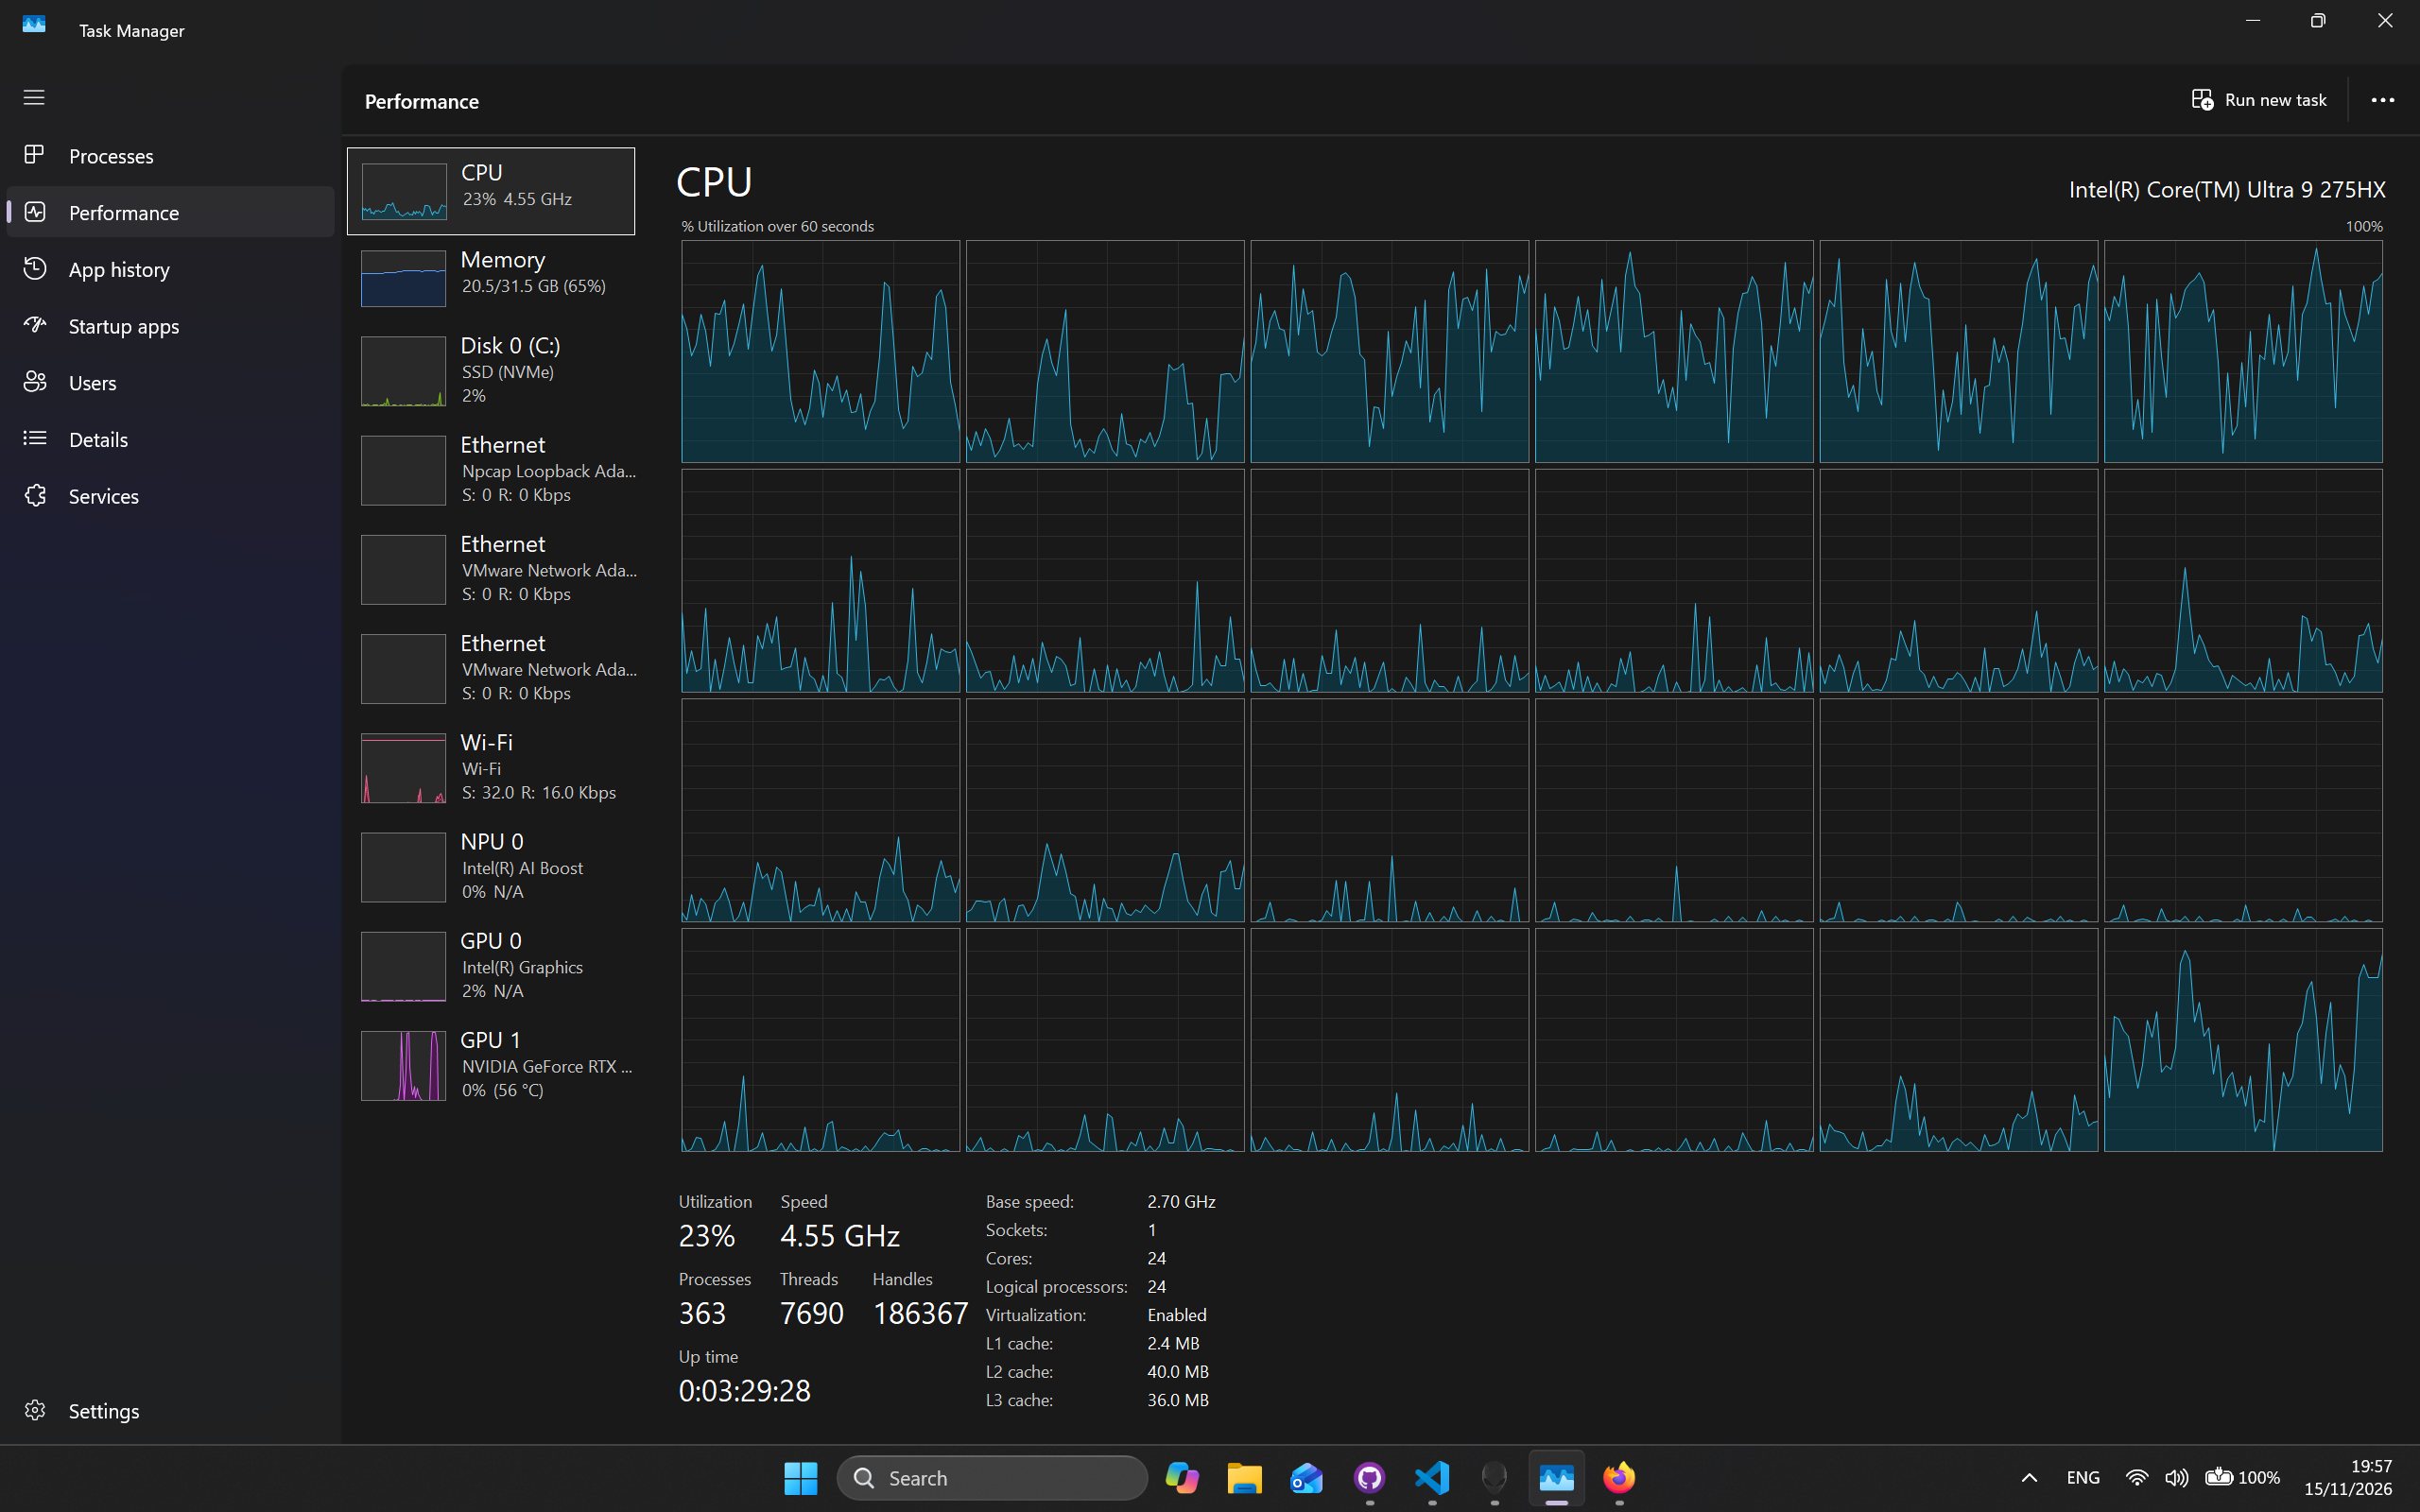 Task Manager
Performance
Run new task
Processes
Performance
App history
Startup apps
Users
Details
Services
Settings
CPU
23% 4.55 GHz
Memory
20.5/31.5 GB (65%)
Disk 0 (C:)
SSD (NVMe)
2%
Ethernet
Npcap Loopback Ada...
S: 0 R: 0 Kbps
Ethernet
VMware Network Ada...
S: 0 R: 0 Kbps
Ethernet
VMware Network Ada...
S: 0 R: 0 Kbps
Wi-Fi
Wi-Fi
S: 32.0 R: 16.0 Kbps
NPU 0
Intel(R) AI Boost
0% N/A
GPU 0
Intel(R) Graphics
2% N/A
GPU 1
NVIDIA GeForce RTX ...
0% (56 °C)
CPU
Intel(R) Core(TM) Ultra 9 275HX
% Utilization over 60 seconds
100%
Utilization Speed
23% 4.55 GHz
Processes Threads Handles
363 7690 186367
Up time
0:03:29:28
Base speed: 2.70 GHz
Sockets: 1
Cores: 24
Logical processors: 24
Virtualization: Enabled
L1 cache: 2.4 MB
L2 cache: 40.0 MB
L3 cache: 36.0 MB
Search
ENG
100%
19:57
15/11/2026